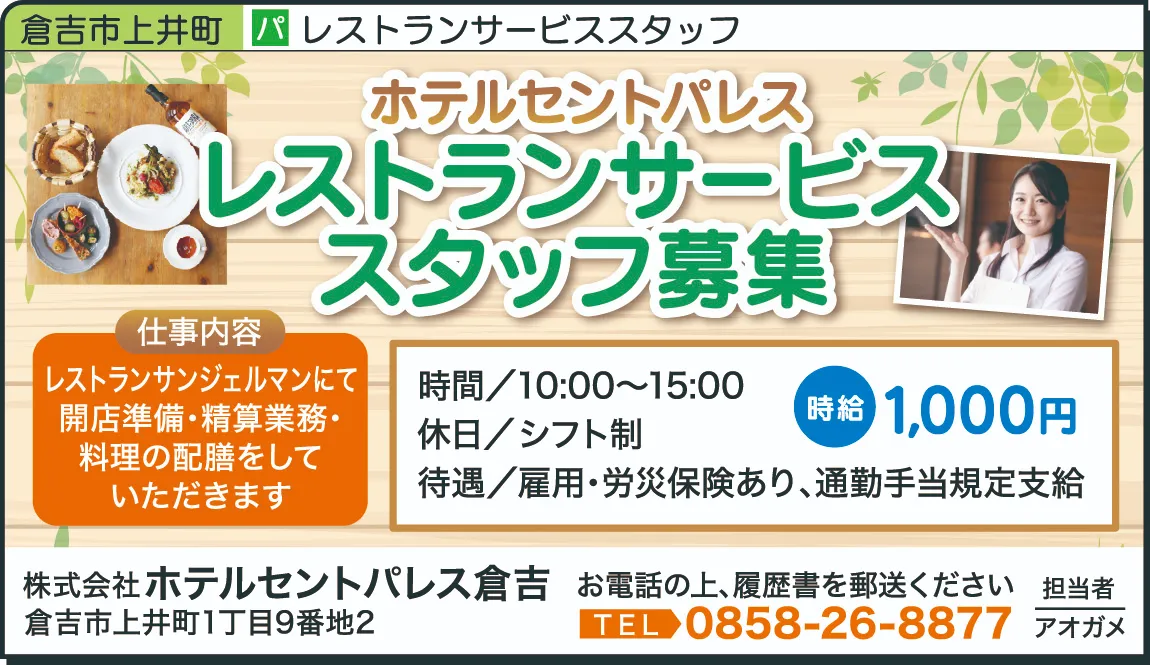 倉吉市上井町 パ レストランサービススタッフ
ホテルセントパレス
レストランサービス
スタッフ募集
仕事内容
レストランサンジェルマンにて
開店準備・精算業務・
料理の配膳をして
いただきます
時間／10:00〜15:00
時給 1,000円
休日／シフト制
待遇／雇用・労災保険あり、通勤手当規定支給
株式会社 ホテルセントパレス倉吉
倉吉市上井町1丁目9番地2
お電話の上、履歴書を郵送ください
TEL 0858-26-8877
担当者
アオガメ